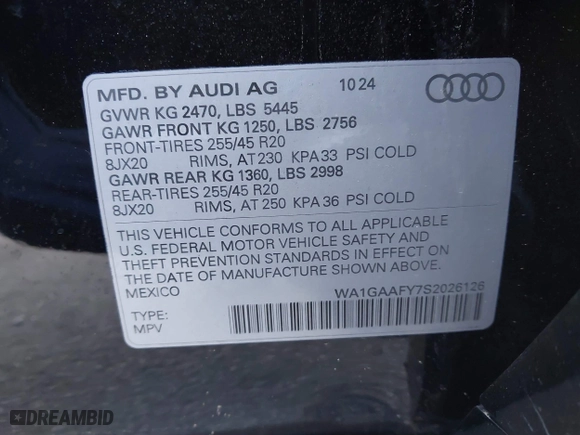 MFD. BY AUDI AG 10 24
GVWR KG 2470, LBS 5445
GAWR FRONT KG 1250, LBS 2756
FRONT-TIRES 255/45 R20
8JX20 RIMS, AT 230 KPA 33 PSI COLD
GAWR REAR KG 1360, LBS 2998
REAR-TIRES 255/45 R20
8JX20 RIMS, AT 250 KPA 36 PSI COLD
THIS VEHICLE CONFORMS TO ALL APPLICABLE
U.S. FEDERAL MOTOR VEHICLE SAFETY AND
THEFT PREVENTION STANDARDS IN EFFECT ON
THE DATE OF MANUFACTURE SHOWN ABOVE.
MEXICO
WA1GAAFY7S2026126
TYPE:
MPV
DREAMBID